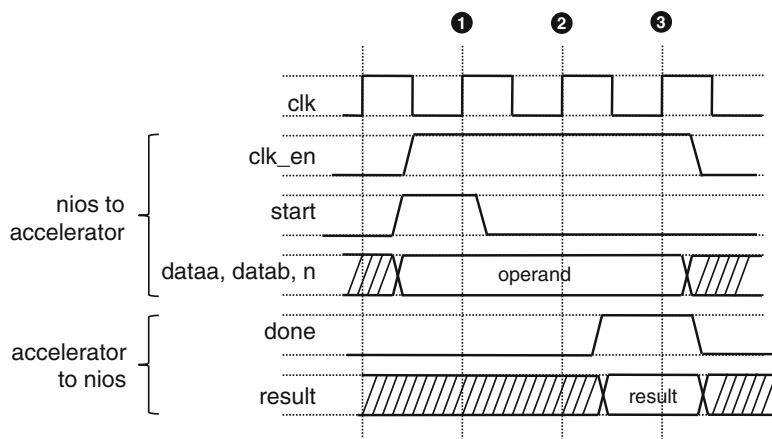 1 2 3
clk
clk_en
start
nios to
accelerator
dataa, datab, n
operand
done
accelerator
to nios
result
result